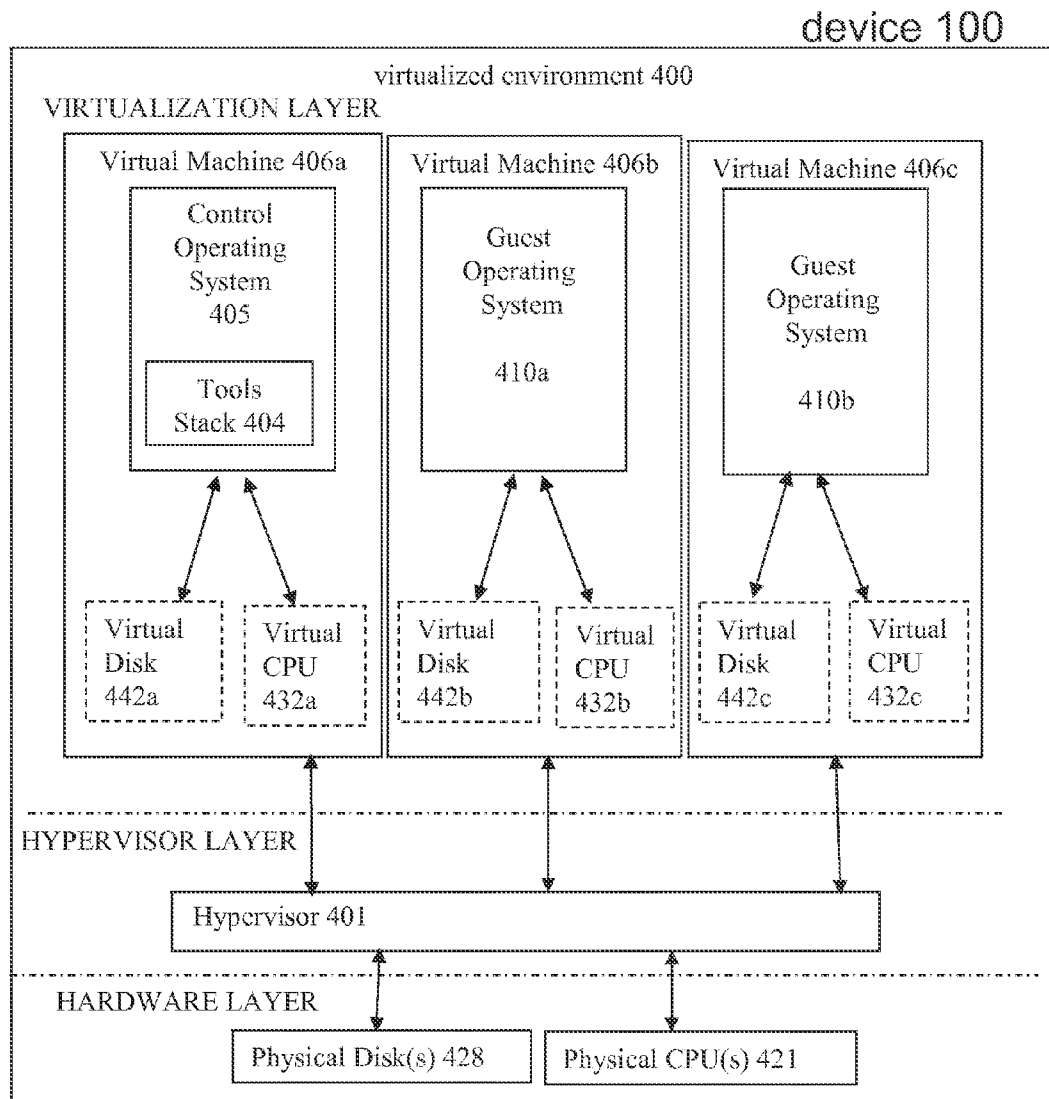 device 100
virtualized environment 400
VIRTUALIZATION LAYER
Virtual Machine 406a
Control
Operating
System
405
Tools
Stack 404
Virtual
Disk
442a
Virtual
CPU
432a
Virtual Machine 406b
Guest
Operating
System
410a
Virtual
Disk
442b
Virtual
CPU
432b
Virtual Machine 406c
Guest
Operating
System
410b
Virtual
Disk
442c
Virtual
CPU
432c
HYPERVISOR LAYER
Hypervisor 401
HARDWARE LAYER
Physical Disk(s) 428
Physical CPU(s) 421